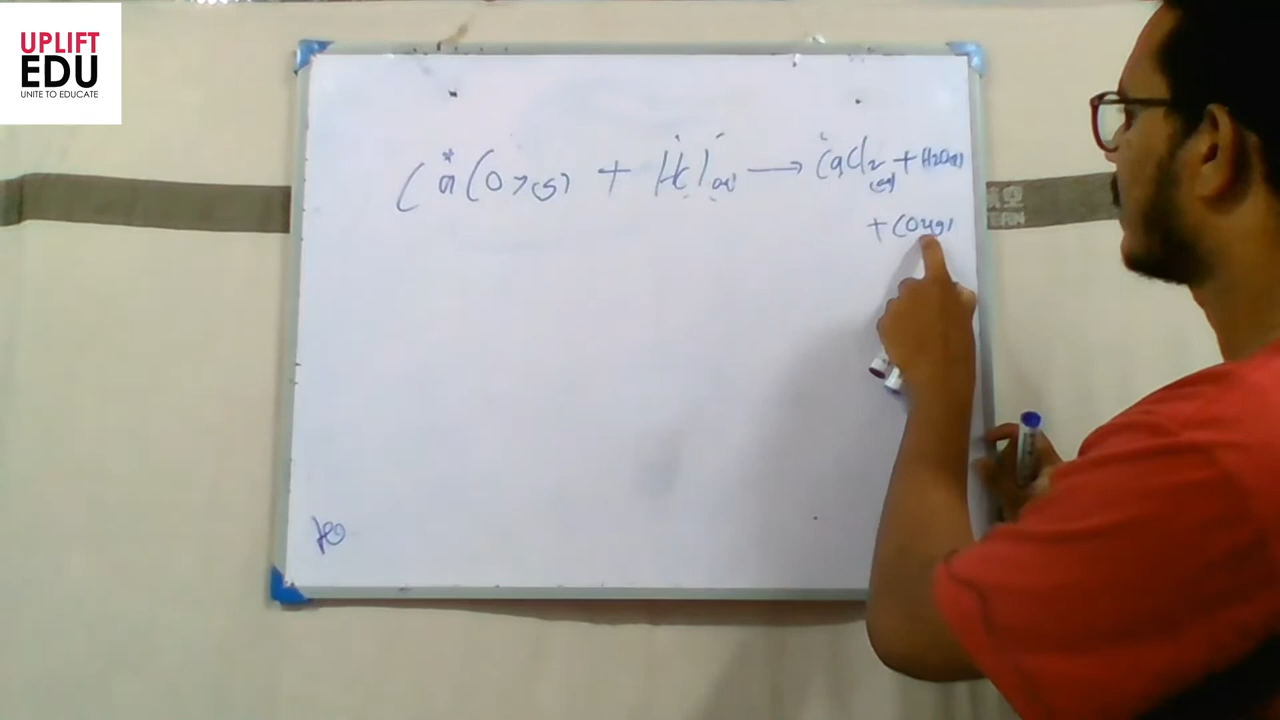 UPLIFT
EDU
UNITE TO EDUCATE
CaCO3(s) + HCl(aq) → CaCl2(aq) + H2O(l)
+ CO2(g)